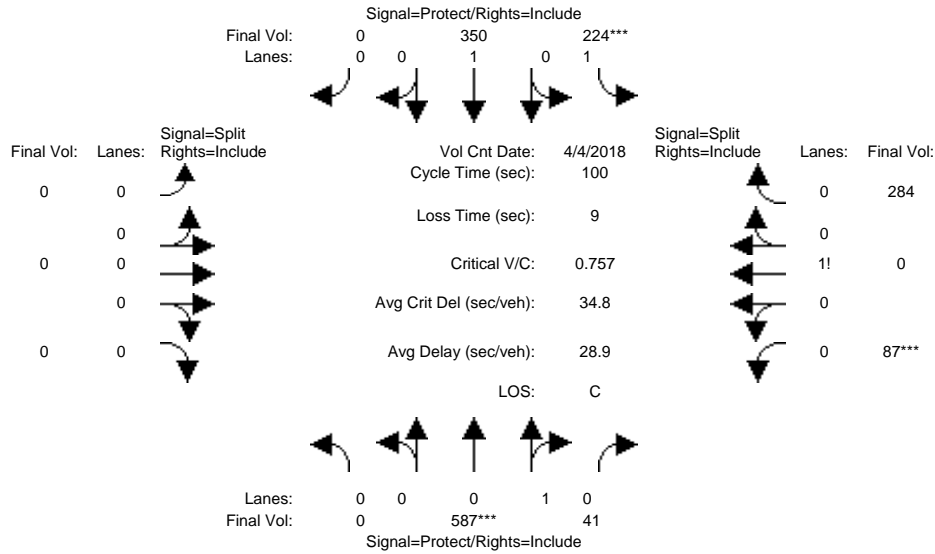 Signal=Protect/Rights=Include
Final Vol: 0 350 224***
Lanes: 0 0 1 0 1
Signal=Split
Final Vol: Lanes: Rights=Include
Vol Cnt Date: 4/4/2018
Signal=Split
Rights=Include Lanes: Final Vol:
Cycle Time (sec): 100
0 0
0 284
Loss Time (sec): 9
0
0
0 0
Critical V/C: 0.757
1! 0
0
Avg Crit Del (sec/veh): 34.8
0
0 0
Avg Delay (sec/veh): 28.9
0 87***
LOS: C
Lanes: 0 0 0 1 0
Final Vol: 0 587*** 41
Signal=Protect/Rights=Include